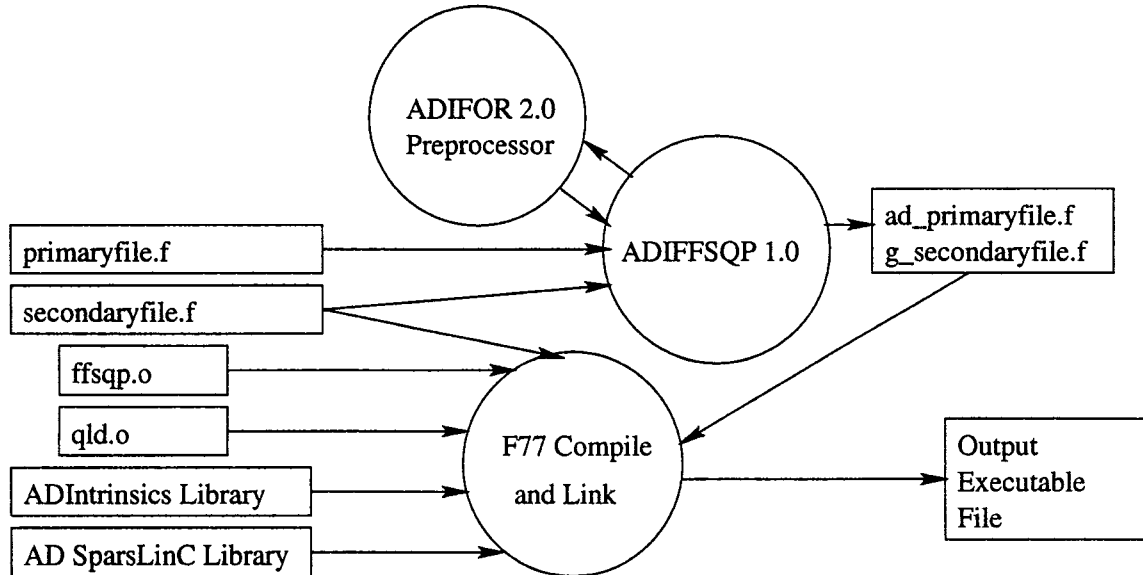 ADIFOR 2.0
Preprocessor
primaryfile.f
ADIFFSQP 1.0
ad_primaryfile.f
g_secondaryfile.f
secondaryfile.f
ffsqp.o
qld.o
F77 Compile
and Link
ADIntrinsics Library
AD SparsLinC Library
Output
Executable
File